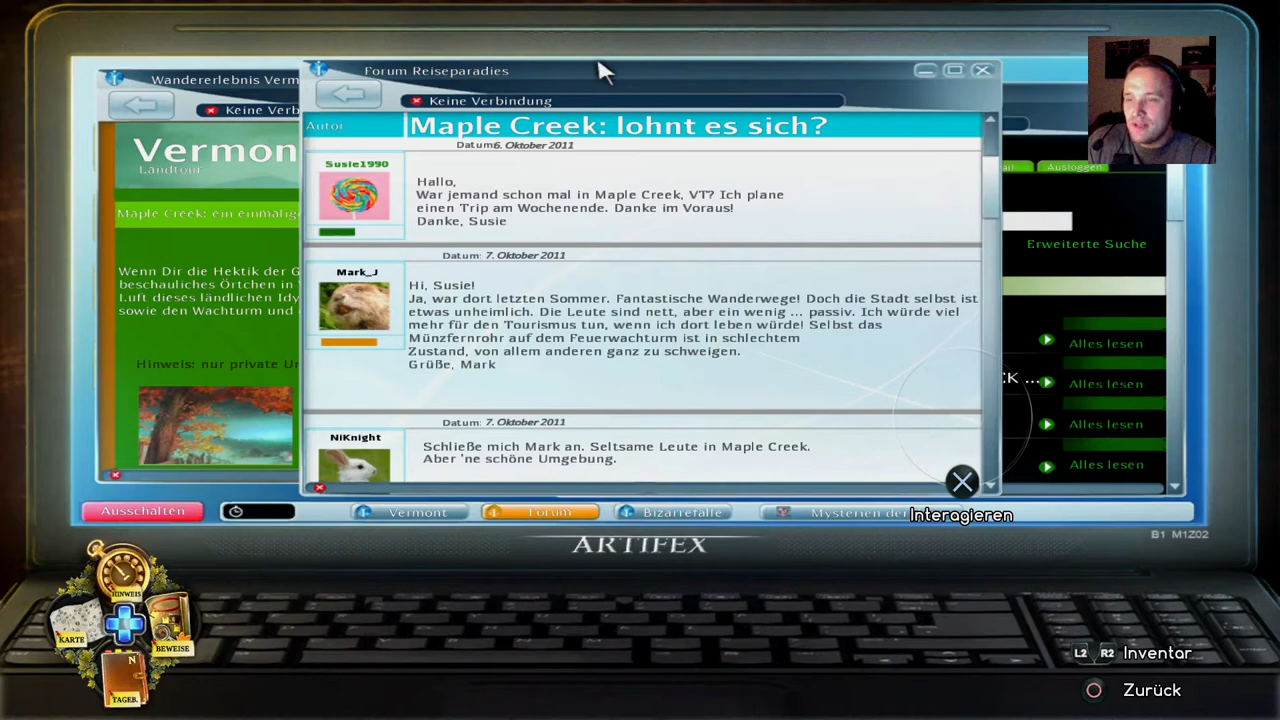 Wandererlebnis Verm
Keine Verb
Vermon
Landtour
Maple Creek: ein einmalige
Wenn Dir die Hektik der G
beschauliches Örtchen in
Luft dieses ländlichen Idy
sowie den Wachturm und
Hinweis: nur private Un
Forum Reiseparadies
Keine Verbindung
Autor
Maple Creek: lohnt es sich?
Datum6. Oktober 2011
Susie1990
Hallo,
War jemand schon mal in Maple Creek, VT? Ich plane
einen Trip am Wochenende. Danke im Voraus!
Danke, Susie
Datum: 7. Oktober 2011
Mark_J
Hi, Susie!
Ja, war dort letzten Sommer. Fantastische Wanderwege! Doch die Stadt selbst ist
etwas unheimlich. Die Leute sind nett, aber ein wenig ... passiv. Ich würde viel
mehr für den Tourismus tun, wenn ich dort leben würde! Selbst das
Münzfernrohr auf dem Feuerwachturm ist in schlechtem
Zustand, von allem anderen ganz zu schweigen.
Grüße, Mark
Datum: 7. Oktober 2011
NiKnight
Schließe mich Mark an. Seltsame Leute in Maple Creek.
Aber 'ne schöne Umgebung.
ail
Ausloggen
Erweiterte Suche
Alles lesen
CK ...
Alles lesen
Alles lesen
Alles lesen
Ausschalten
Vermont
Forum
Bizarrefälle
Mysterien der
Interagieren
ARTIFEX
B1 M1Z02
HINWEIS
KARTE
BEWEISE
N
TAGEB.
L2 R2 Inventar
Zurück